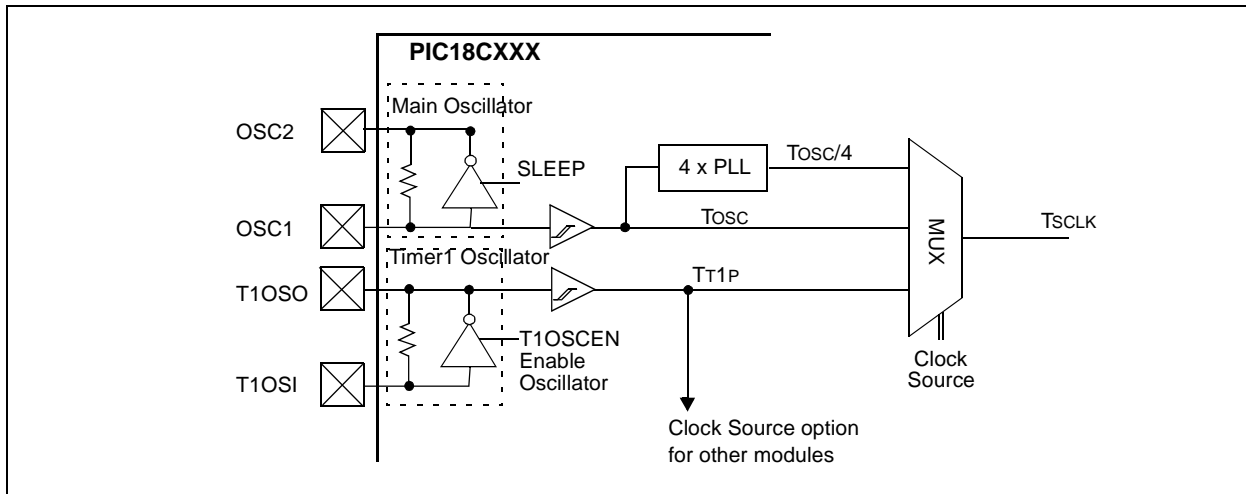 PIC18CXXX
Main Oscillator
OSC2
SLEEP
4 x PLL
TOSC/4
OSC1
TOSC
MUX
TSCLK
Timer1 Oscillator
T1OSO
TT1P
T1OSCEN
Enable
Oscillator
T1OSI
Clock
Source
Clock Source option
for other modules